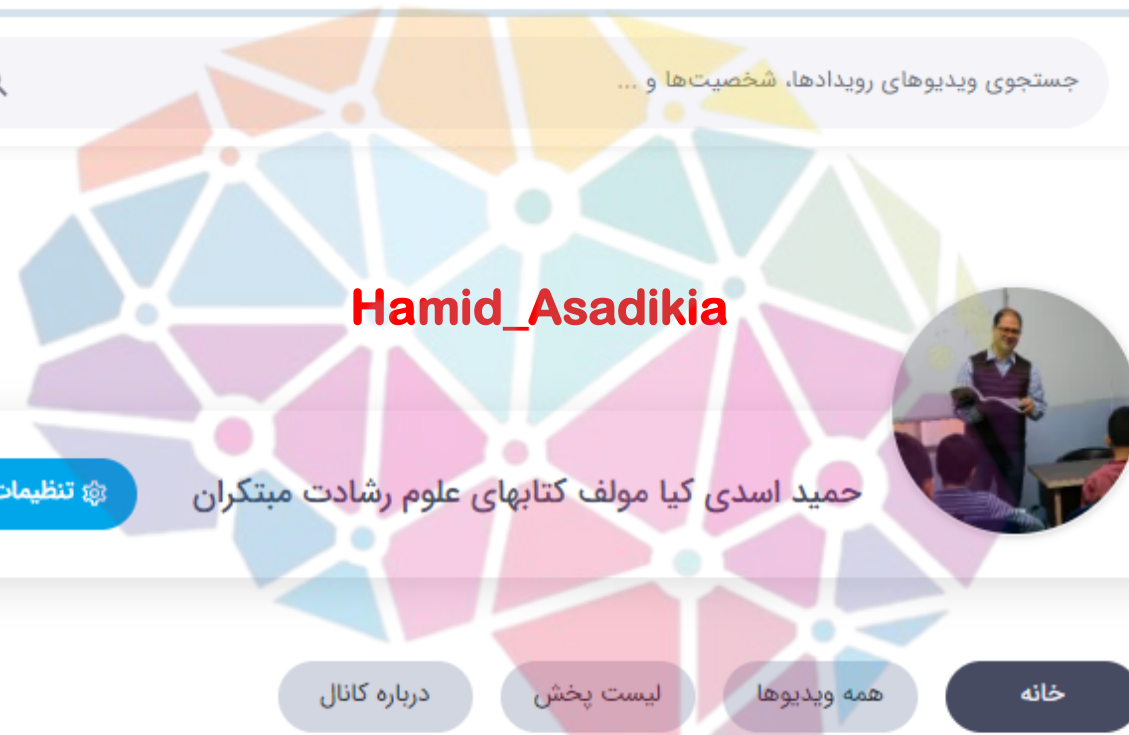 جستجوی ویدیوهای رویدادها، شخصیت‌ها و ...
Hamid_Asadikia
حمید اسدی کیا مولف کتابهای علوم رشادت مبتکران
تنظیمات
خانه
همه ویدیوها
لیست پخش
درباره کانال